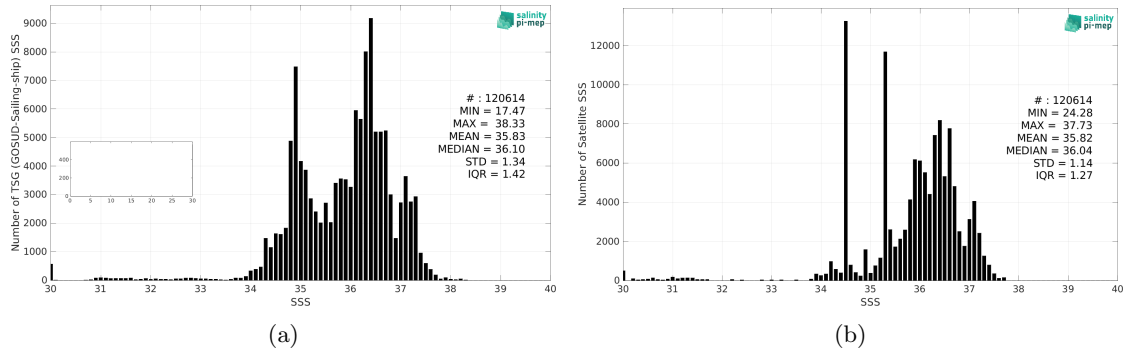 9000
8000
7000
6000
5000
4000
3000
2000
1000
0
30 31 32 33 34 35 36 37 38 39 40
SSS
Number of TSG (GOSUD-Sailing-ship) SSS
400
200
0
0 5 10 15 20 25 30
salinity
pi-mep
# : 120614
MIN = 17.47
MAX = 38.33
MEAN = 35.83
MEDIAN = 36.10
STD = 1.34
IQR = 1.42
(a)
12000
10000
8000
6000
4000
2000
0
30 31 32 33 34 35 36 37 38 39 40
SSS
Number of Satellite SSS
salinity
pi-mep
# : 120614
MIN = 24.28
MAX = 37.73
MEAN = 35.82
MEDIAN = 36.04
STD = 1.14
IQR = 1.27
(b)